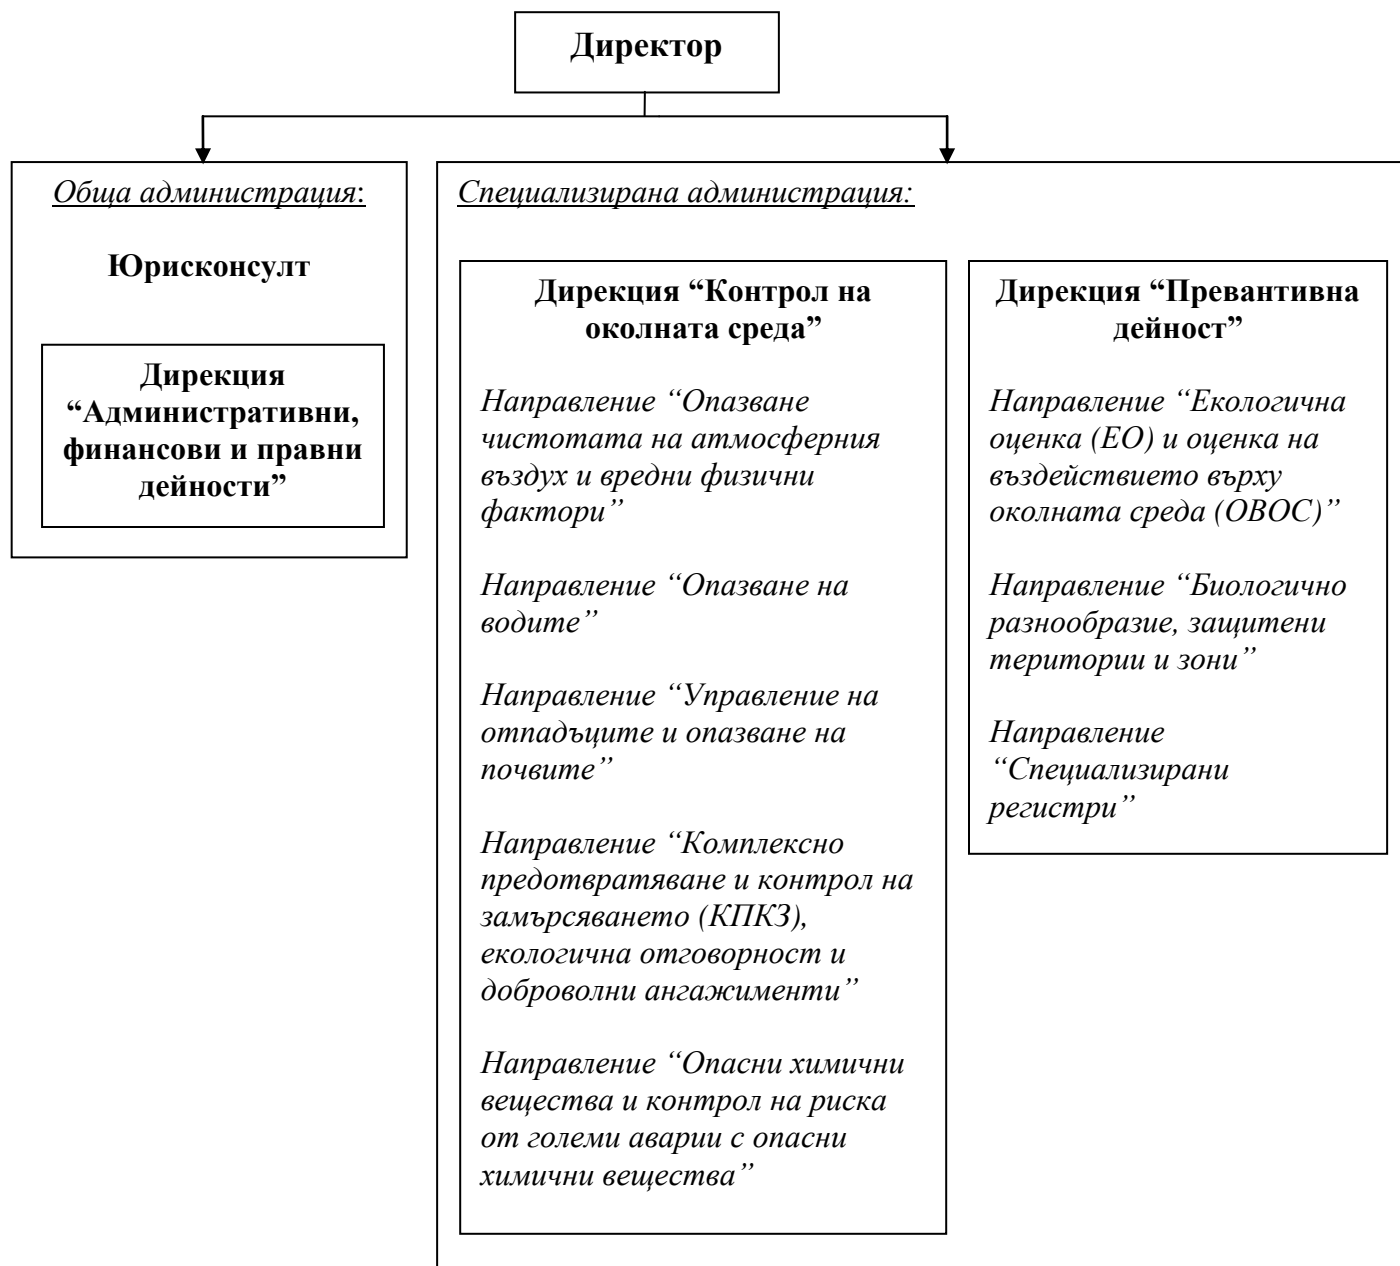 Директор
Обща администрация:
Юрисконсулт
Дирекция
“Административни,
финансови и правни
дейности”
Специализирана администрация:
Дирекция “Контрол на
околната среда”
Направление “Опазване
чистотата на атмосферния
въздух и вредни физични
фактори”
Направление “Опазване на
водите”
Направление “Управление на
отпадъците и опазване на
почвите”
Направление “Комплексно
предотвратяване и контрол на
замърсяването (КПКЗ),
екологична отговорност и
доброволни ангажименти”
Направление “Опасни химични
вещества и контрол на риска
от големи аварии с опасни
химични вещества”
Дирекция “Превантивна
дейност”
Направление “Екологична
оценка (ЕО) и оценка на
въздействието върху
околната среда (ОВОС)”
Направление “Биологично
разнообразие, защитени
територии и зони”
Направление
“Специализирани
регистри”